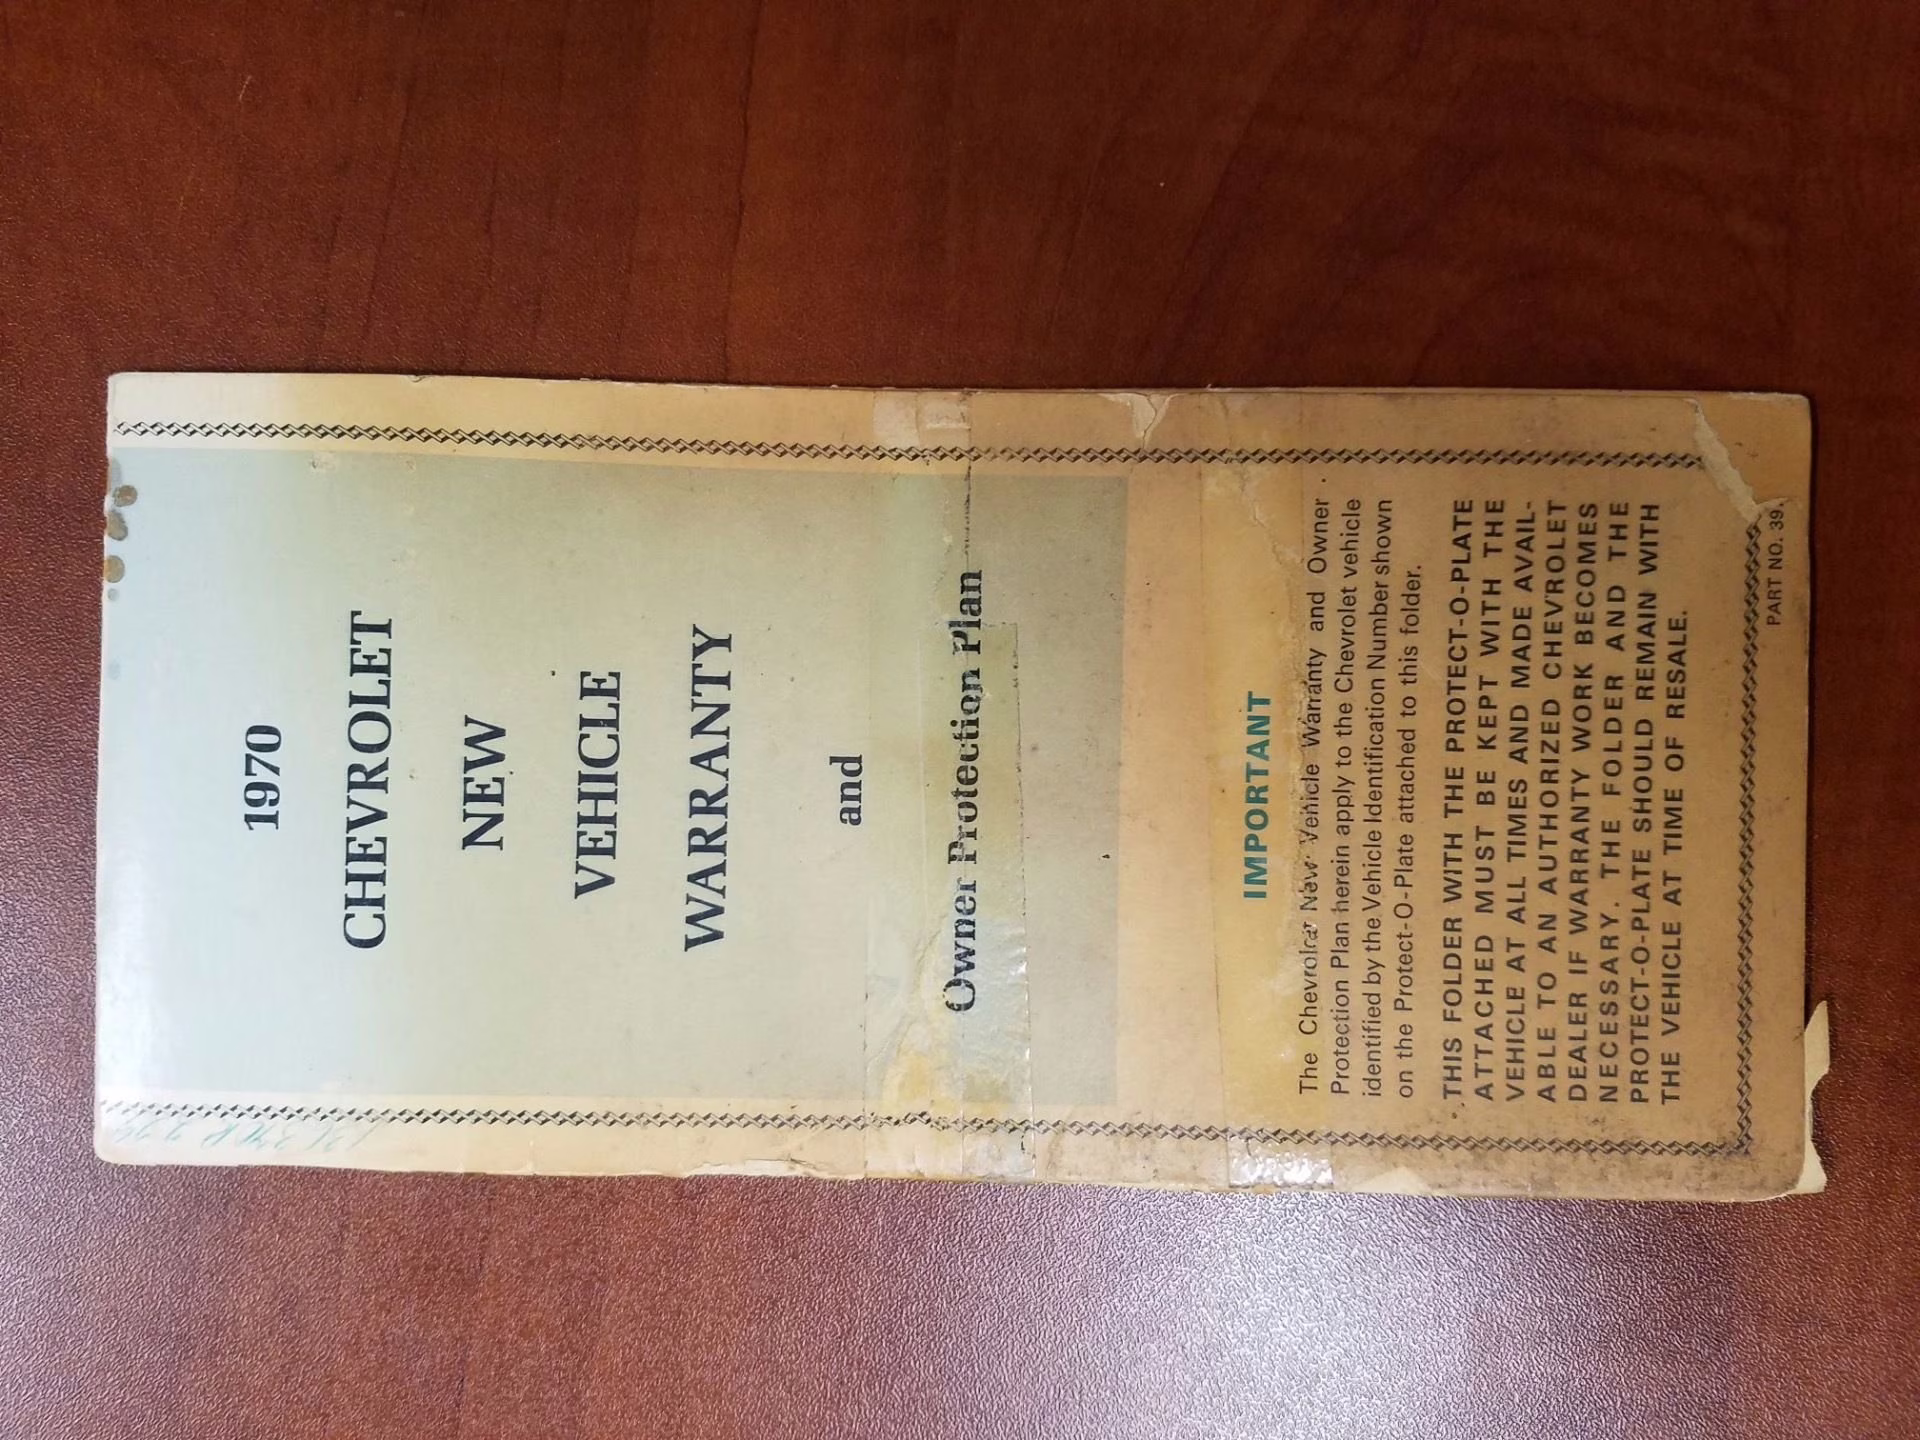 1970
CHEVROLET
NEW
VEHICLE
WARRANTY
and
Owner Protection Plan
IMPORTANT
The Chevrolet New Vehicle Warranty and Owner
Protection Plan herein apply to the Chevrolet vehicle
identified by the Vehicle Identification Number shown
on the Protect-O-Plate attached to this folder.
THIS FOLDER WITH THE PROTECT-O-PLATE
ATTACHED MUST BE KEPT WITH THE
VEHICLE AT ALL TIMES AND MADE AVAIL-
ABLE TO AN AUTHORIZED CHEVROLET
DEALER IF WARRANTY WORK BECOMES
NECESSARY. THE FOLDER AND THE
PROTECT-O-PLATE SHOULD REMAIN WITH
THE VEHICLE AT TIME OF RESALE.
PART NO. 39